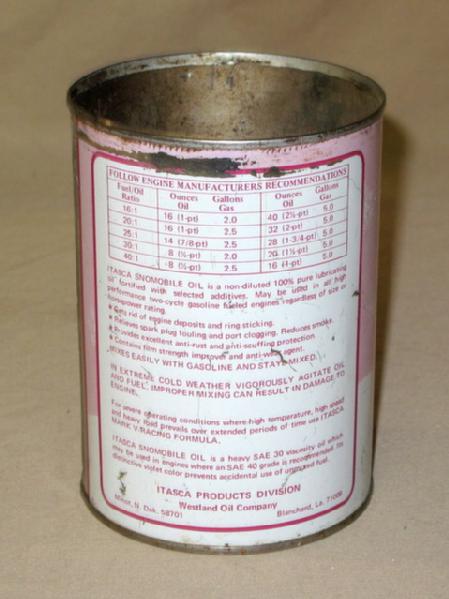 FOLLOW ENGINE MANUFACTURERS RECOMMENDATIONS
Fuel/Oil Ratio Ounces Oil Gallons Gas Ounces Oil Gallons Gas
16:1 16 (1-pt) 2.0 40 (2½-pt) 5.0
20:1 16 (1-pt) 2.5 32 (2-pt) 5.0
25:1 14 (7/8 pt) 2.5 28 (1-3/4-pt) 5.0
30:1 8 (½-pt) 2.0 20 (1¼-pt) 5.0
40:1 8 (½-pt) 2.5 16 (1-pt) 5.0
ITASCA SNOMOBILE OIL is a non-diluted 100% pure lubricating
oil fortified with selected additives. May be used in all high
performance two-cycle gasoline fueled engines regardless of size or
horsepower rating.
• Gets rid of engine deposits and ring sticking.
• Relieves spark plug fouling and port clogging. Reduces smoke.
• Provides excellent anti-rust and anti-scuffing protection.
• Contains film strength improver and anti-wear agent.
MIXES EASILY WITH GASOLINE AND STAYS MIXED.
IN EXTREME COLD WEATHER VIGOROUSLY AGITATE OIL
AND FUEL. IMPROPER MIXING CAN RESULT IN DAMAGE TO
ENGINE.
For severe operating conditions where high temperature, high speed
and heavy load prevails over extended periods of time use ITASCA
MARK V RACING FORMULA.
ITASCA SNOMOBILE OIL is a heavy SAE 30 viscosity oil which
may be used in engines where an SAE 40 grade is recommended. Its
distinctive violet color prevents accidental use of unmixed fuel.
ITASCA PRODUCTS DIVISION
Westland Oil Company
Minot, N. Dak. 58701 Blanchard, La. 71009